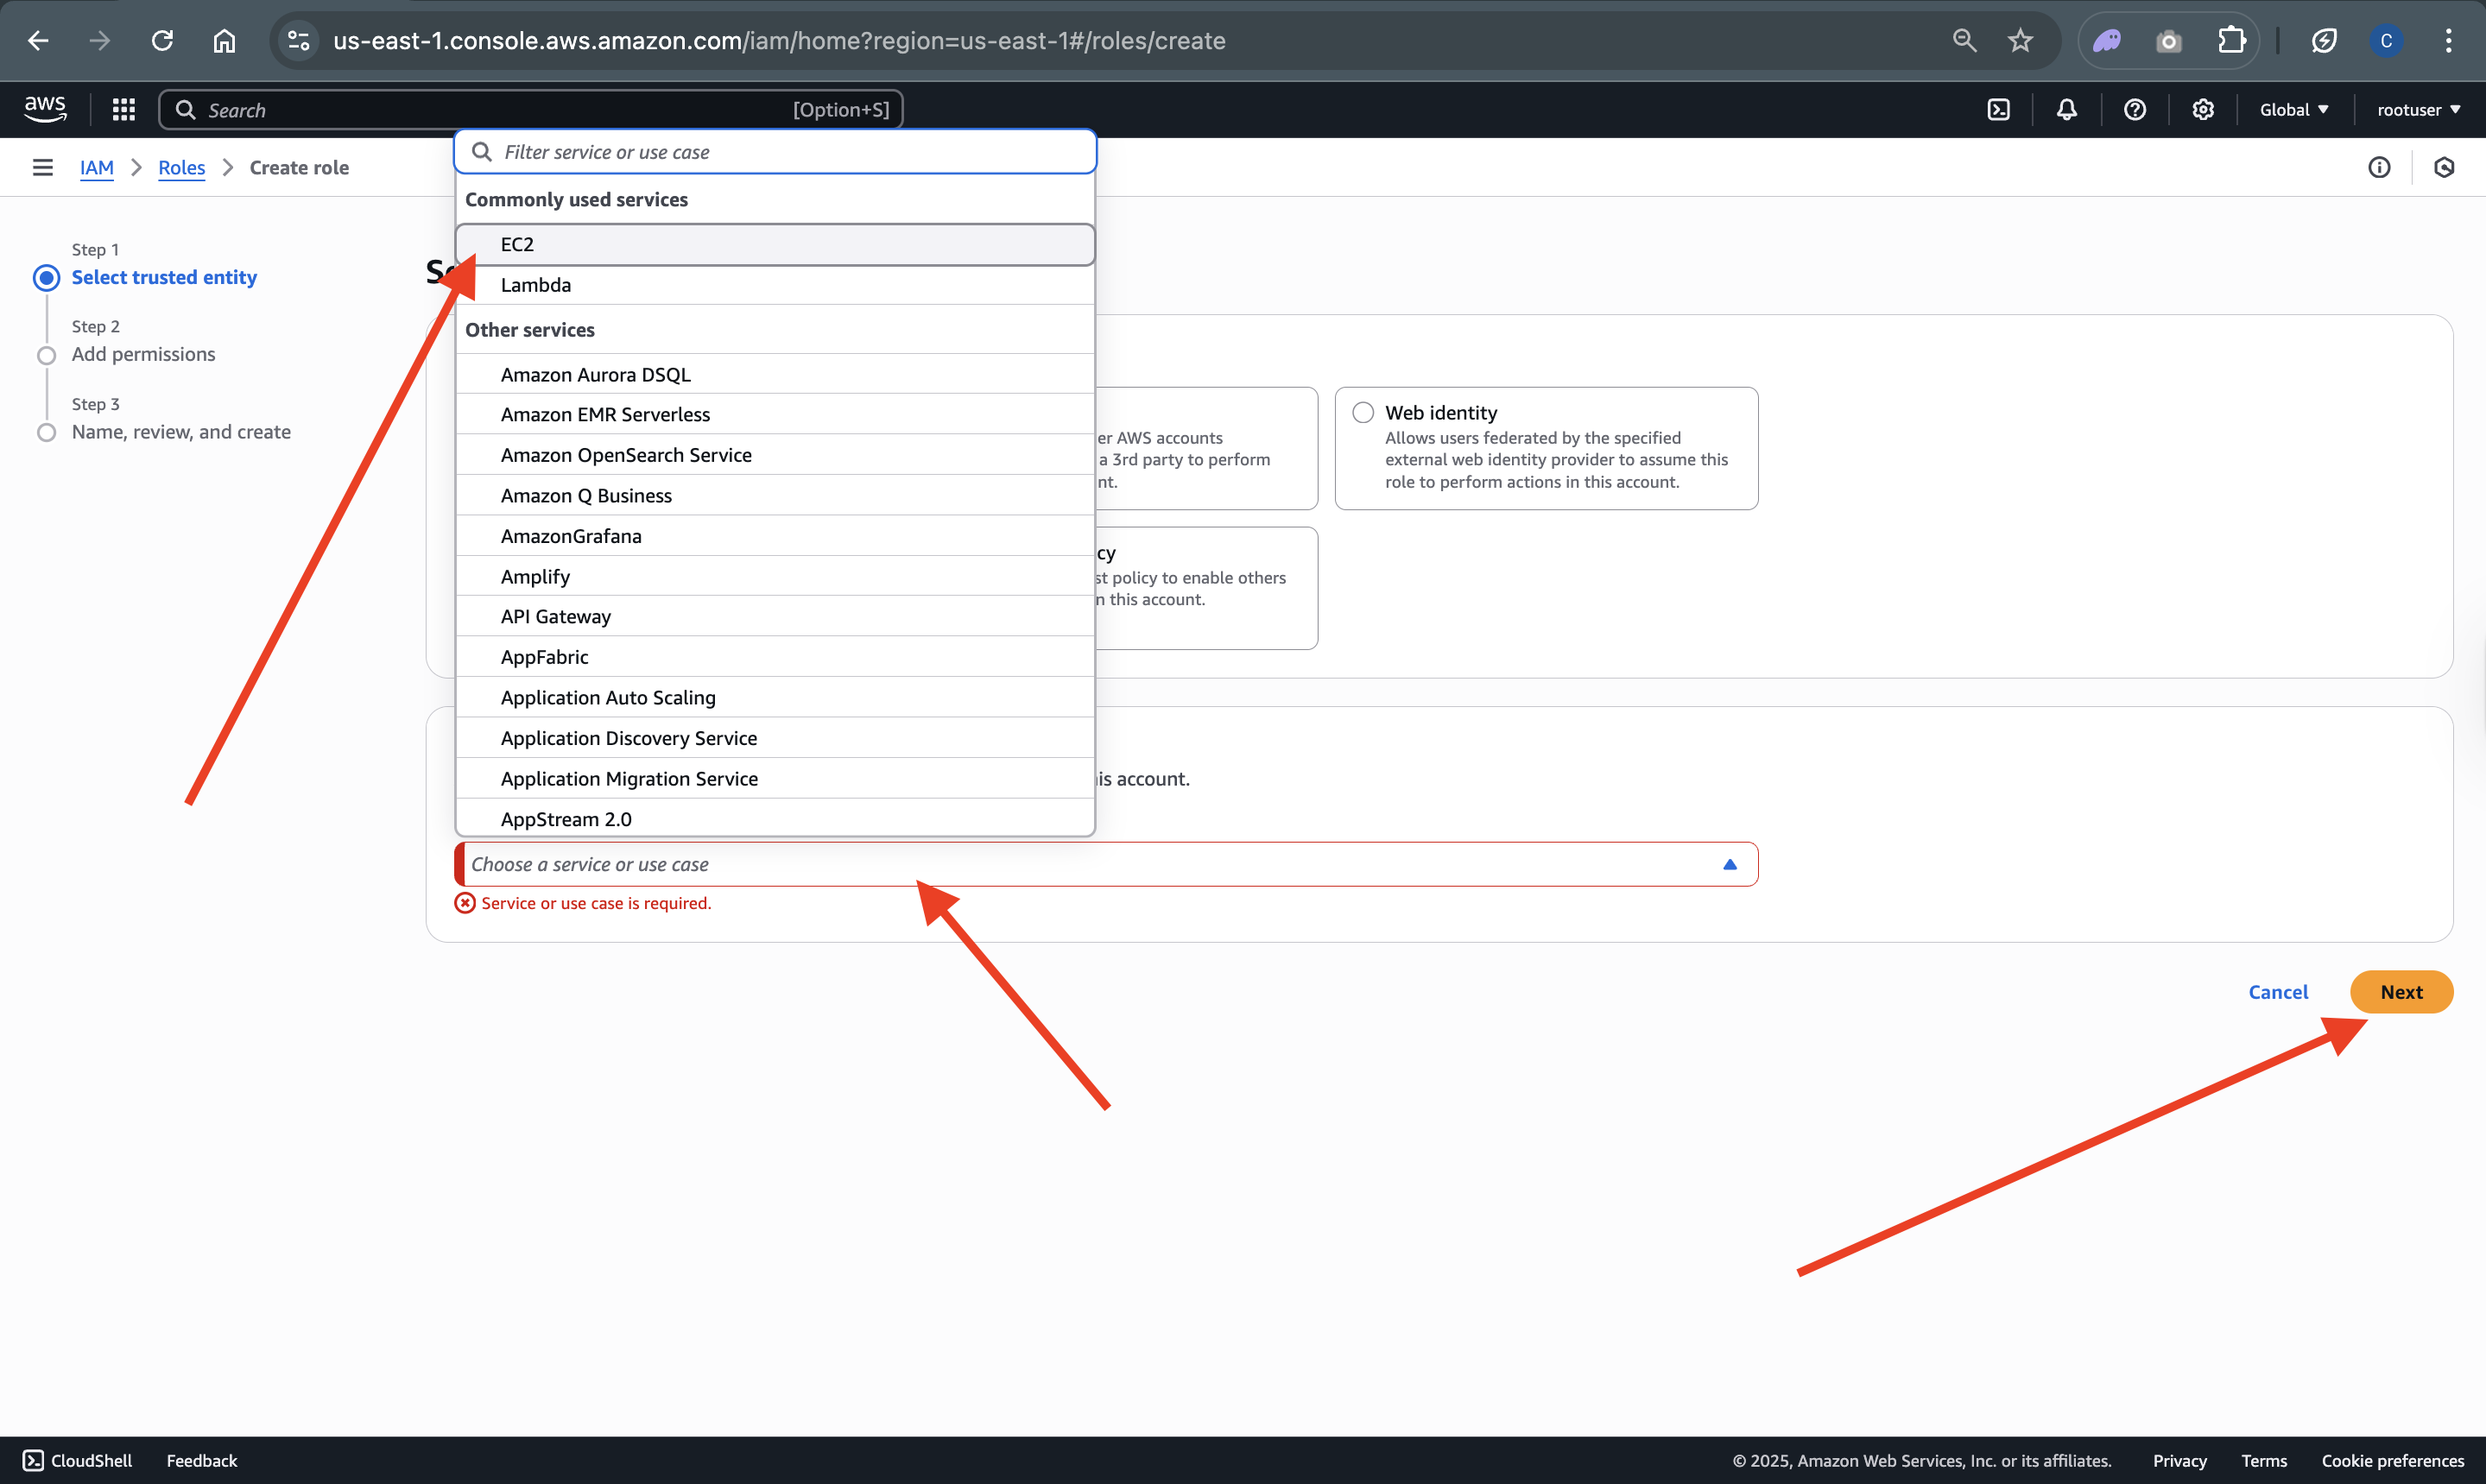 us-east-1.console.aws.amazon.com/iam/home?region=us-east-1#/roles/create
C
aws
Search
[Option+S]
Global
rootuser
IAM
Roles
Create role
Filter service or use case
Commonly used services
EC2
Lambda
Other services
Amazon Aurora DSQL
Amazon EMR Serverless
Amazon OpenSearch Service
Amazon Q Business
AmazonGrafana
Amplify
API Gateway
AppFabric
Application Auto Scaling
Application Discovery Service
Application Migration Service
AppStream 2.0
Step 1
Select trusted entity
Step 2
Add permissions
Step 3
Name, review, and create
er AWS accounts
a 3rd party to perform
nt.
Web identity
Allows users federated by the specified
external web identity provider to assume this
role to perform actions in this account.
cy
st policy to enable others
n this account.
is account.
Choose a service or use case
Service or use case is required.
Cancel
Next
CloudShell
Feedback
© 2025, Amazon Web Services, Inc. or its affiliates.
Privacy
Terms
Cookie preferences